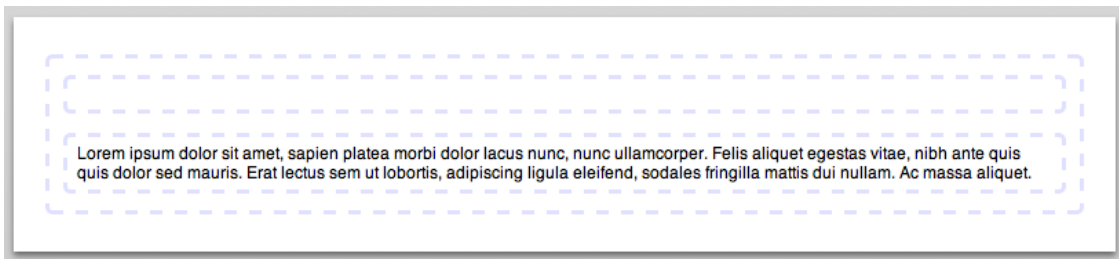 Lorem ipsum dolor sit amet, sapien platea morbi dolor lacus nunc, nunc ullamcorper. Felis aliquet egestas vitae, nibh ante quis
quis dolor sed mauris. Erat lectus sem ut lobortis, adipiscing ligula eleifend, sodales fringilla mattis dui nullam. Ac massa aliquet.